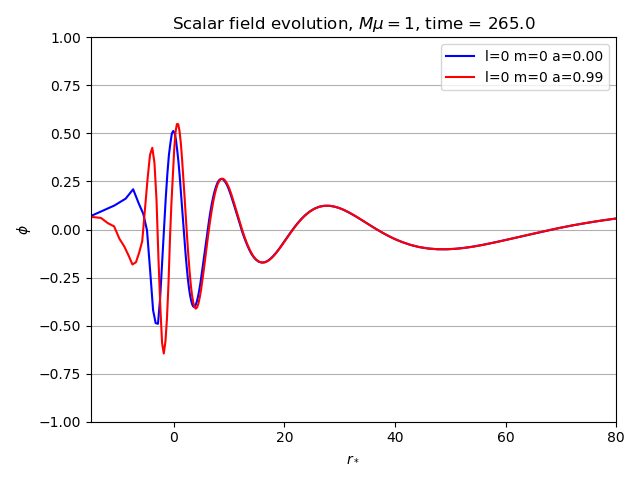 Scalar field evolution, Mμ = 1, time = 265.0
l=0 m=0 a=0.00
l=0 m=0 a=0.99
1.00
0.75
0.50
0.25
0.00
−0.25
−0.50
−0.75
−1.00
ϕ
0 20 40 60 80
r*